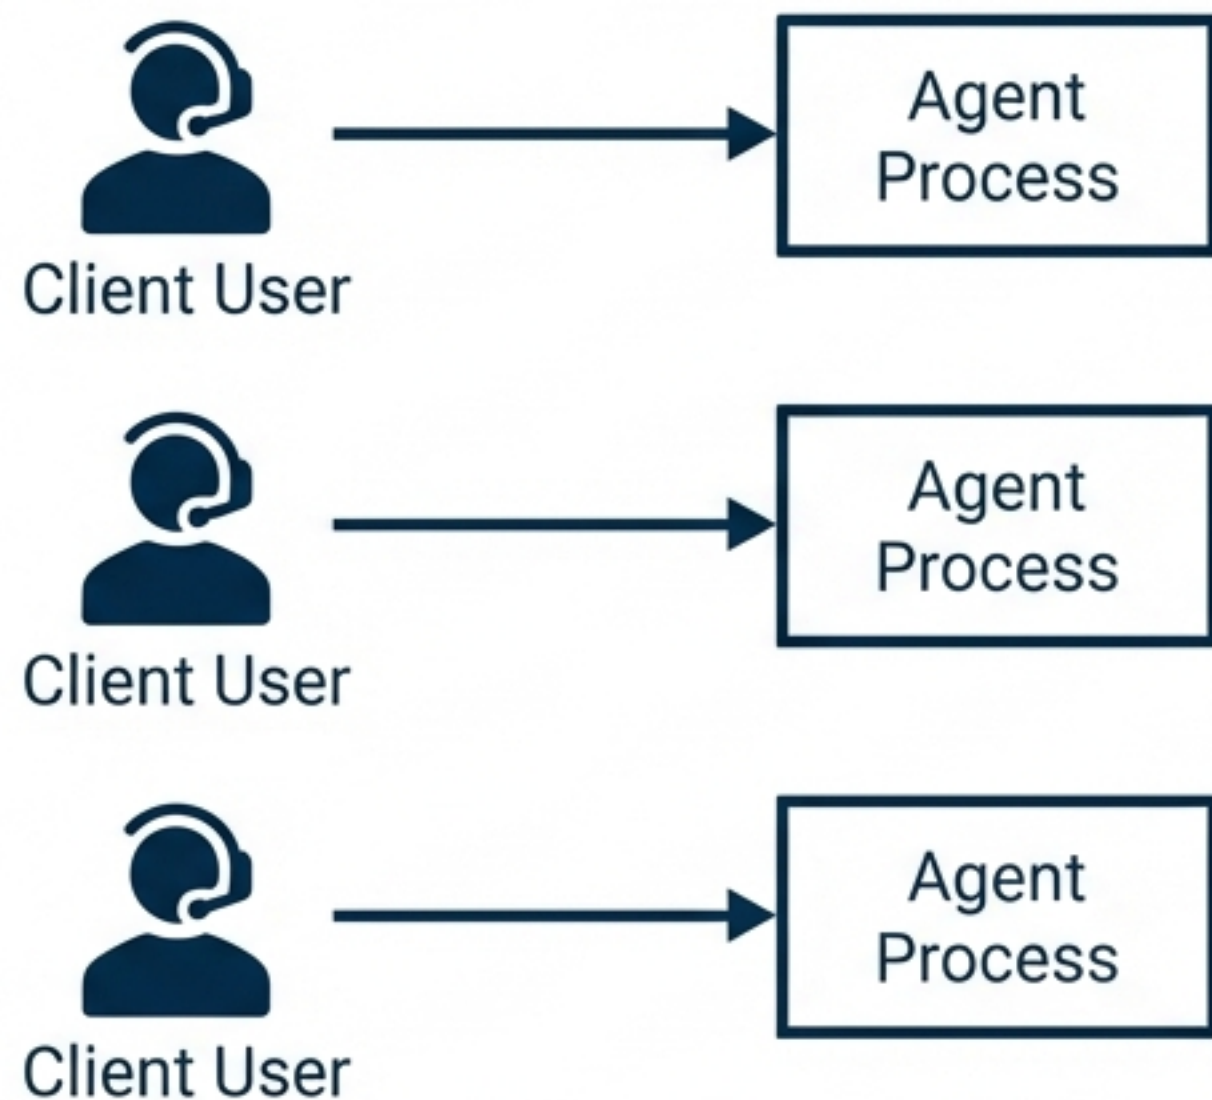 Agent
Process
Client User
Agent
Process
Client User
Agent
Process
Client User